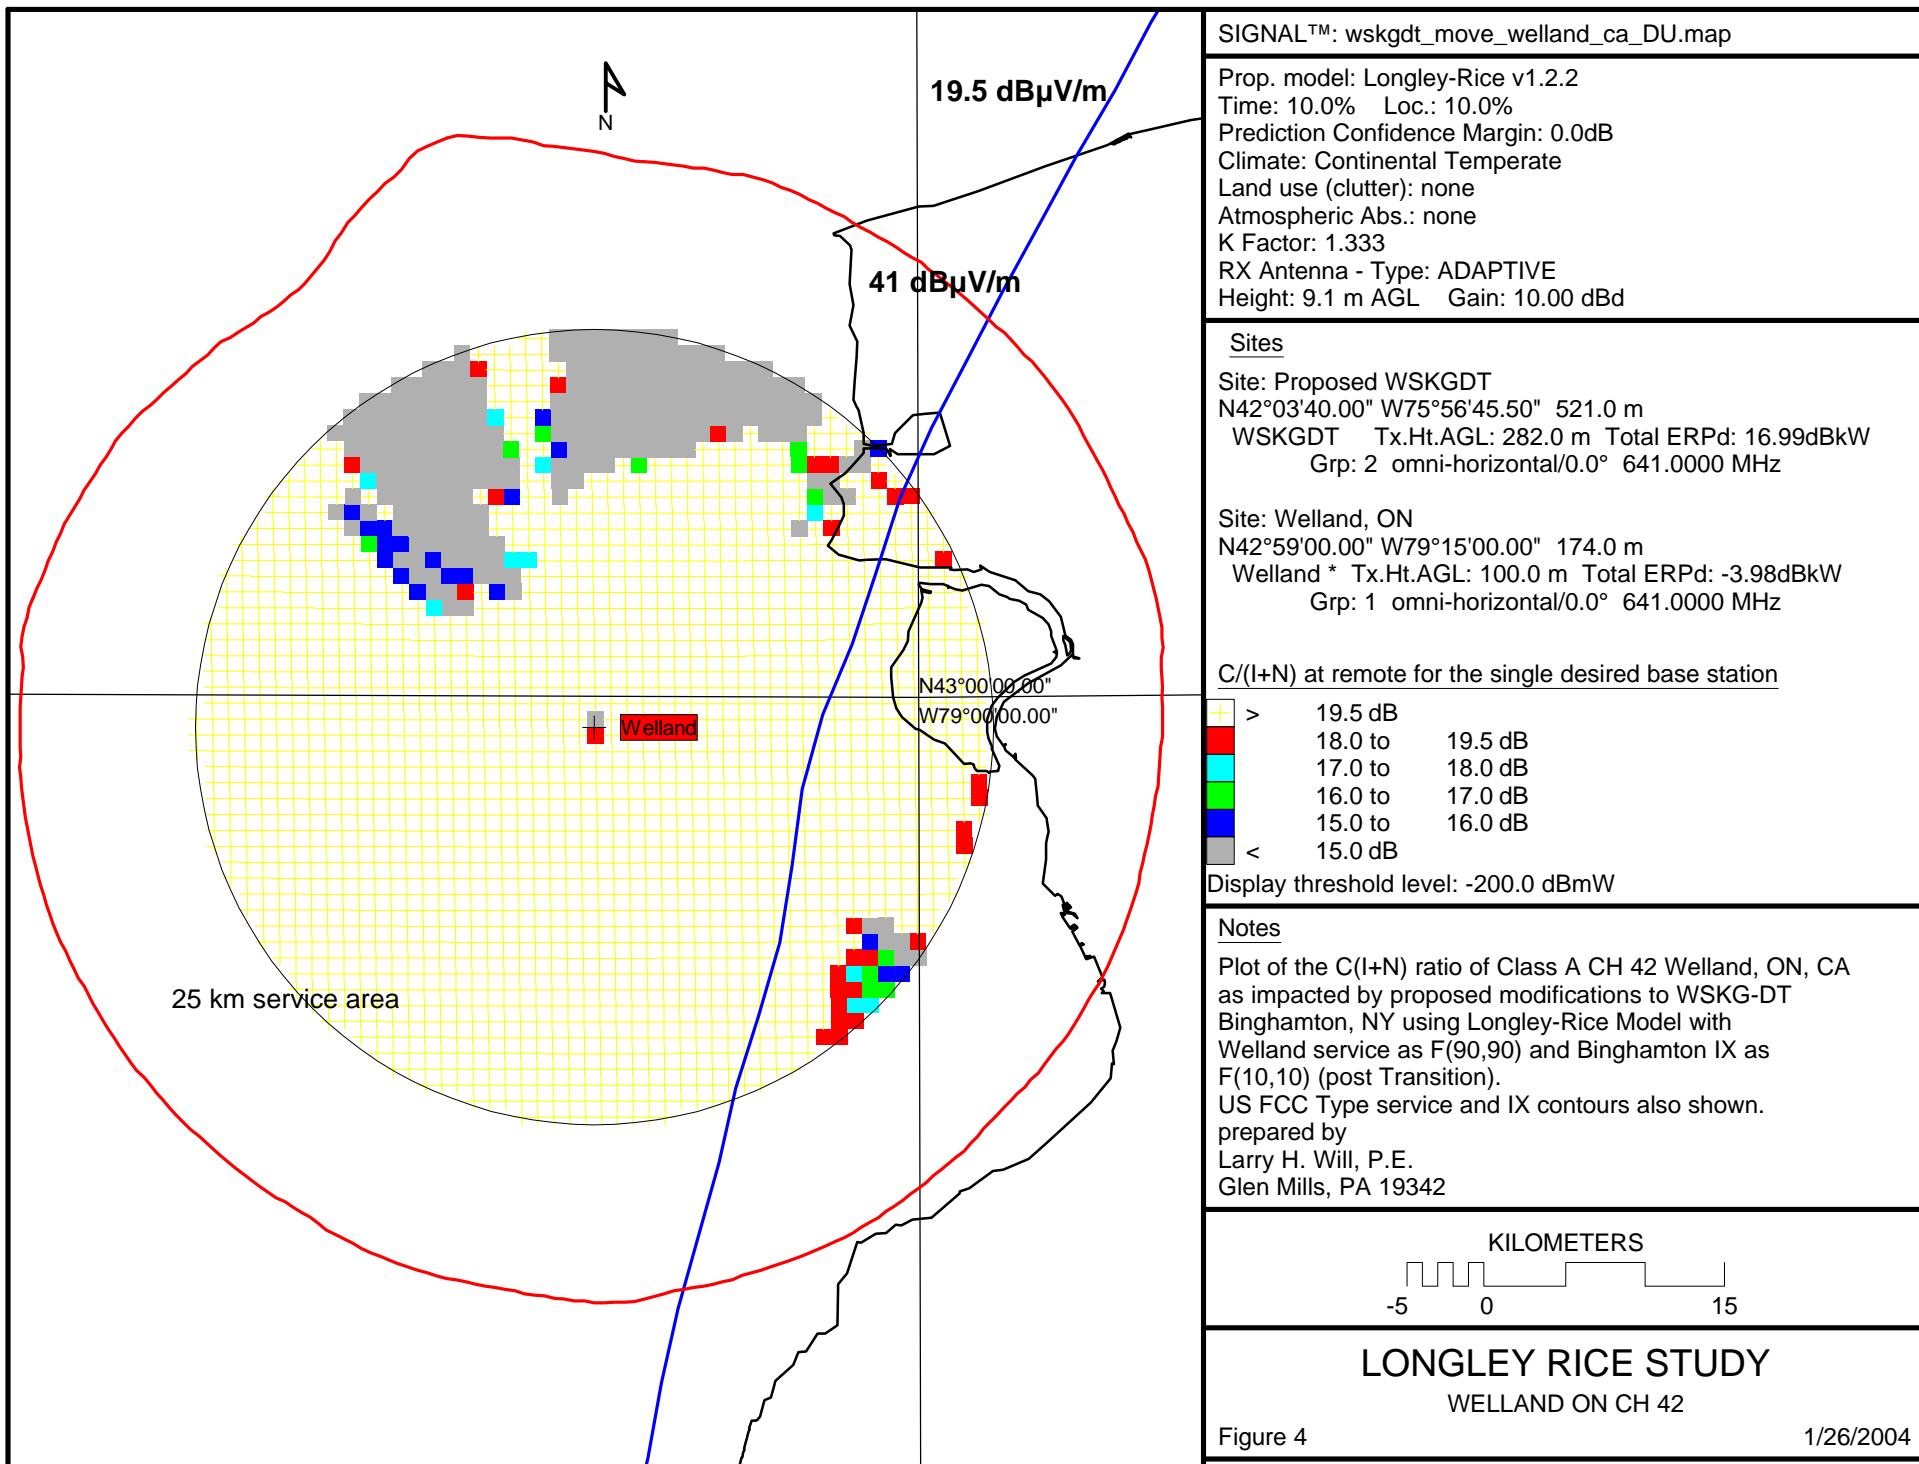 19.5 dBµV/m
N
41 dBµV/m
N43°00'00.00"
W79°00'00.00"
Welland
25 km service area
SIGNAL™: wskgdt_move_welland_ca_DU.map
Prop. model: Longley-Rice v1.2.2
Time: 10.0% Loc.: 10.0%
Prediction Confidence Margin: 0.0dB
Climate: Continental Temperate
Land use (clutter): none
Atmospheric Abs.: none
K Factor: 1.333
RX Antenna - Type: ADAPTIVE
Height: 9.1 m AGL Gain: 10.00 dBd
Sites
Site: Proposed WSKGDT
N42°03'40.00" W75°56'45.50" 521.0 m
WSKGDT Tx.Ht.AGL: 282.0 m Total ERPd: 16.99dBkW
Grp: 2 omni-horizontal/0.0° 641.0000 MHz
Site: Welland, ON
N42°59'00.00" W79°15'00.00" 174.0 m
Welland * Tx.Ht.AGL: 100.0 m Total ERPd: -3.98dBkW
Grp: 1 omni-horizontal/0.0° 641.0000 MHz
C/(I+N) at remote for the single desired base station
> 19.5 dB
18.0 to 19.5 dB
17.0 to 18.0 dB
16.0 to 17.0 dB
15.0 to 16.0 dB
< 15.0 dB
Display threshold level: -200.0 dBmW
Notes
Plot of the C(I+N) ratio of Class A CH 42 Welland, ON, CA
as impacted by proposed modifications to WSKG-DT
Binghamton, NY using Longley-Rice Model with
Welland service as F(90,90) and Binghamton IX as
F(10,10) (post Transition).
US FCC Type service and IX contours also shown.
prepared by
Larry H. Will, P.E.
Glen Mills, PA 19342
KILOMETERS
-5 0 15
LONGLEY RICE STUDY
WELLAND ON CH 42
Figure 4 1/26/2004